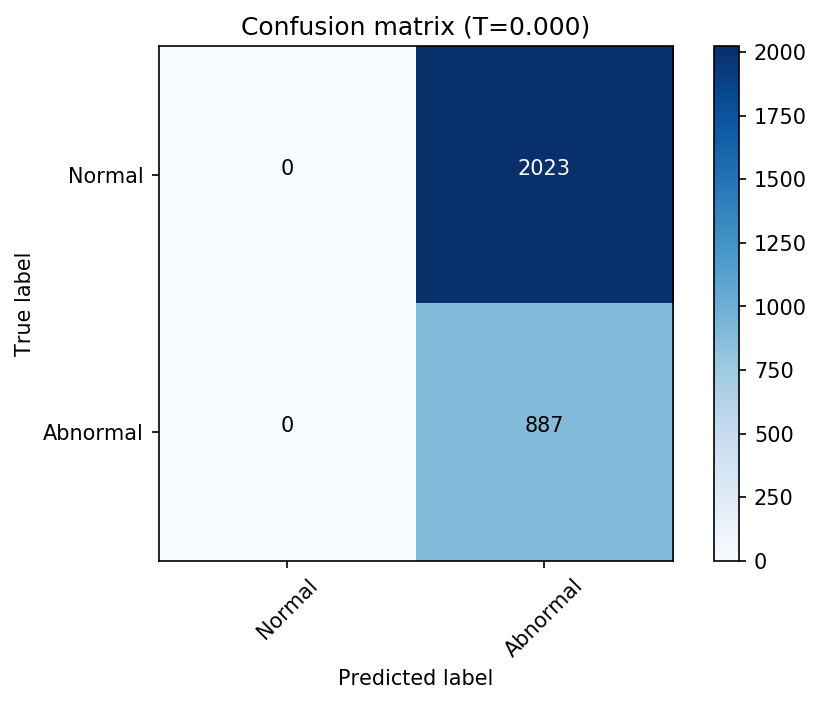 Confusion matrix (T=0.000)
True label
Normal
Abnormal
0
2023
0
887
Normal
Abnormal
Predicted label
2000
1750
1500
1250
1000
750
500
250
0